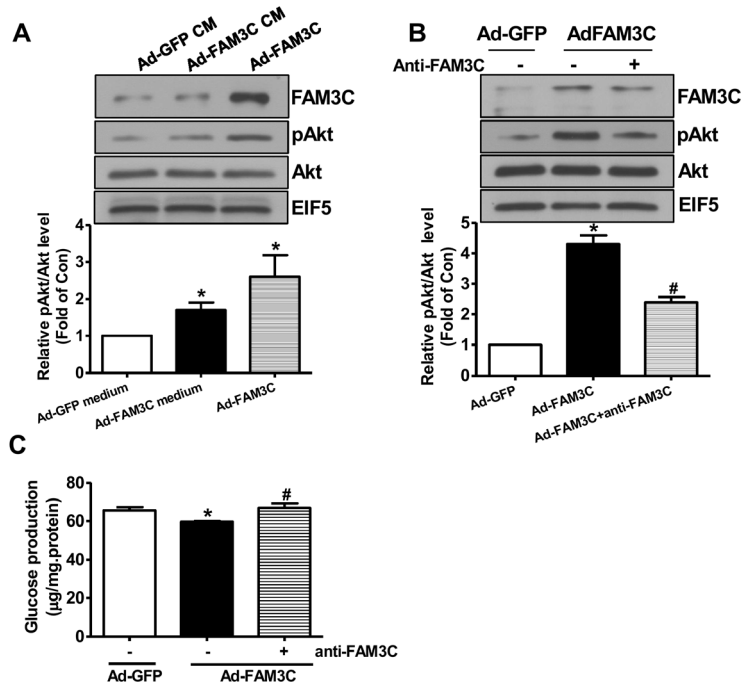 A
Ad-GFP CM
Ad-FAM3C CM
Ad-FAM3C
FAM3C
pAkt
Akt
EIF5
Relative pAkt/Akt level
(Fold of Con)
4
3
2
1
0
*
*
Ad-GFP medium
Ad-FAM3C medium
Ad-FAM3C
B
Ad-GFP AdFAM3C
Anti-FAM3C - - +
FAM3C
pAkt
Akt
EIF5
Relative pAkt/Akt level
(Fold of Con)
5
4
3
2
1
0
*
#
Ad-GFP
Ad-FAM3C
Ad-FAM3C+anti-FAM3C
C
Glucose production
(μg/mg.protein)
80
60
40
20
0
*
#
- - + anti-FAM3C
Ad-GFP Ad-FAM3C